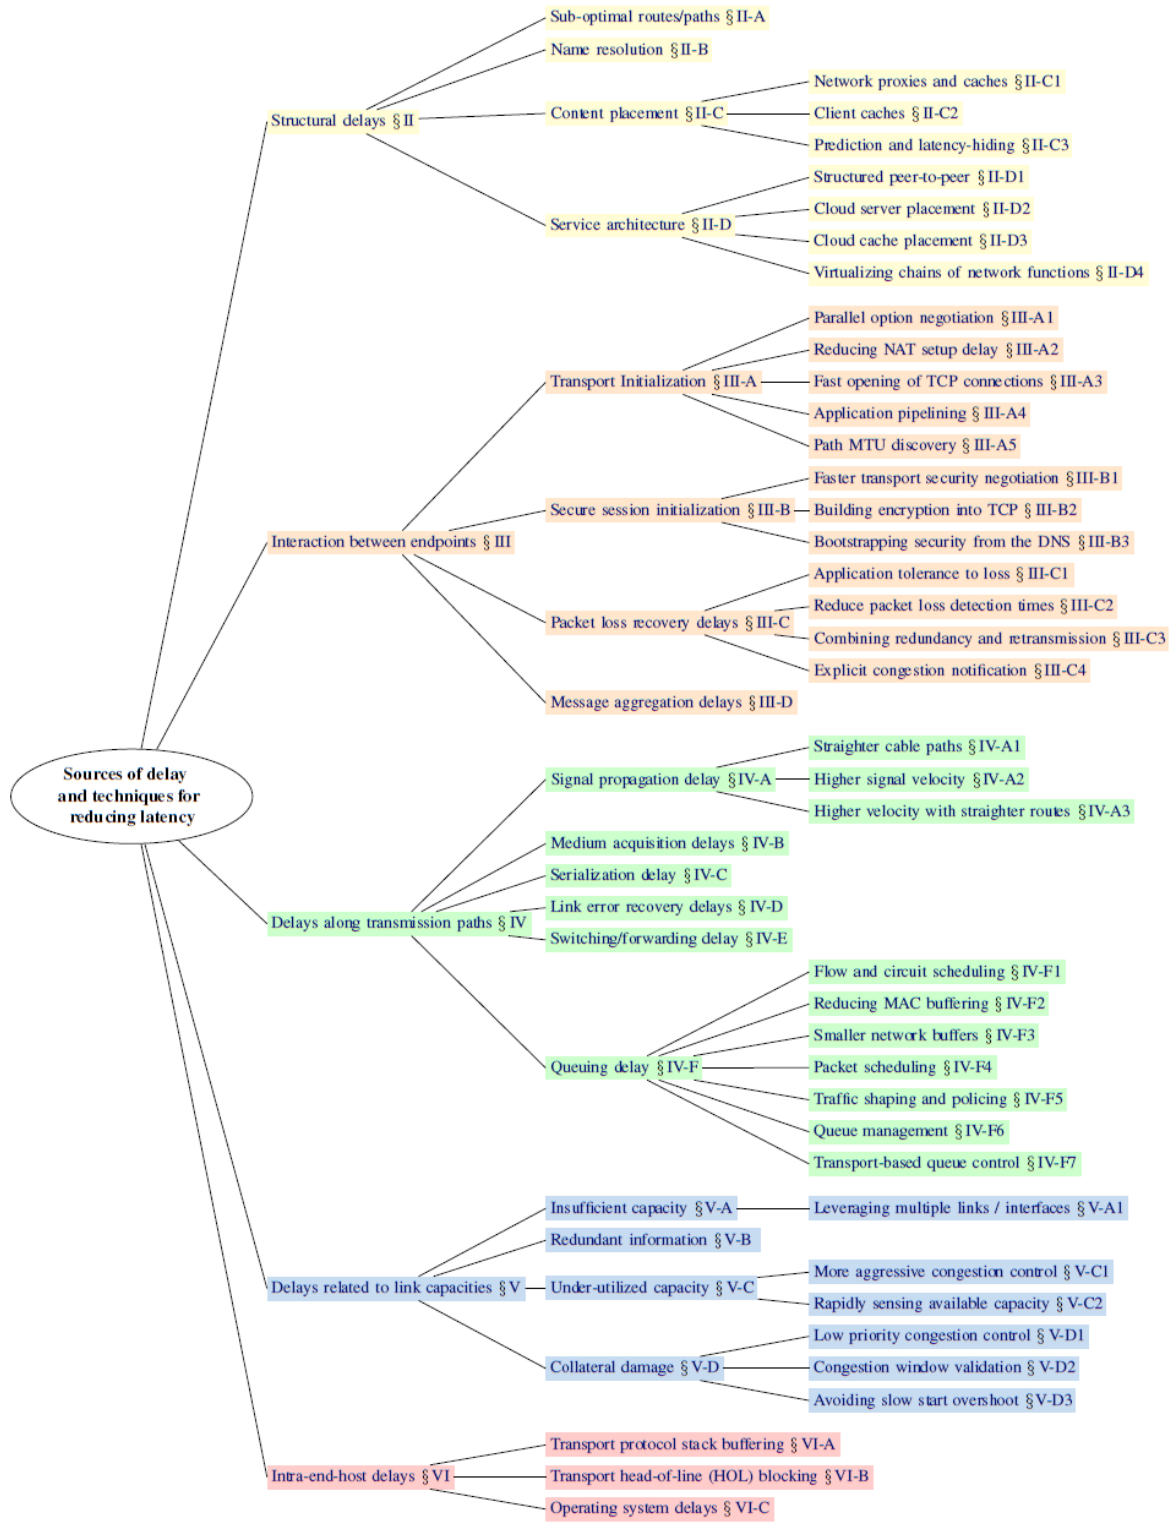 Sub-optimal routes/paths §II-A
Name resolution §II-B
Network proxies and caches §II-C1
Structural delays §II
Content placement §II-C
Client caches §II-C2
Prediction and latency-hiding §II-C3
Structured peer-to-peer §II-D1
Cloud server placement §II-D2
Service architecture §II-D
Cloud cache placement §II-D3
Virtualizing chains of network functions §II-D4
Parallel option negotiation §III-A1
Reducing NAT setup delay §III-A2
Transport Initialization §III-A
Fast opening of TCP connections §III-A3
Application pipelining §III-A4
Path MTU discovery §III-A5
Faster transport security negotiation §III-B1
Interaction between endpoints §III
Secure session initialization §III-B
Building encryption into TCP §III-B2
Bootstrapping security from the DNS §III-B3
Application tolerance to loss §III-C1
Reduce packet loss detection times §III-C2
Packet loss recovery delays §III-C
Combining redundancy and retransmission §III-C3
Explicit congestion notification §III-C4
Message aggregation delays §III-D
Sources of delay
and techniques for
reducing latency
Straighter cable paths §IV-A1
Signal propagation delay §IV-A
Higher signal velocity §IV-A2
Higher velocity with straighter routes §IV-A3
Medium acquisition delays §IV-B
Serialization delay §IV-C
Link error recovery delays §IV-D
Delays along transmission paths §IV
Switching/forwarding delay §IV-E
Flow and circuit scheduling §IV-F1
Reducing MAC buffering §IV-F2
Smaller network buffers §IV-F3
Queuing delay §IV-F
Packet scheduling §IV-F4
Traffic shaping and policing §IV-F5
Queue management §IV-F6
Transport-based queue control §IV-F7
Insufficient capacity §V-A
Leveraging multiple links / interfaces §V-A1
Redundant information §V-B
Delays related to link capacities §V
Under-utilized capacity §V-C
More aggressive congestion control §V-C1
Rapidly sensing available capacity §V-C2
Low priority congestion control §V-D1
Collateral damage §V-D
Congestion window validation §V-D2
Avoiding slow start overshoot §V-D3
Transport protocol stack buffering §VI-A
Intra-end-host delays §VI
Transport head-of-line (HOL) blocking §VI-B
Operating system delays §VI-C